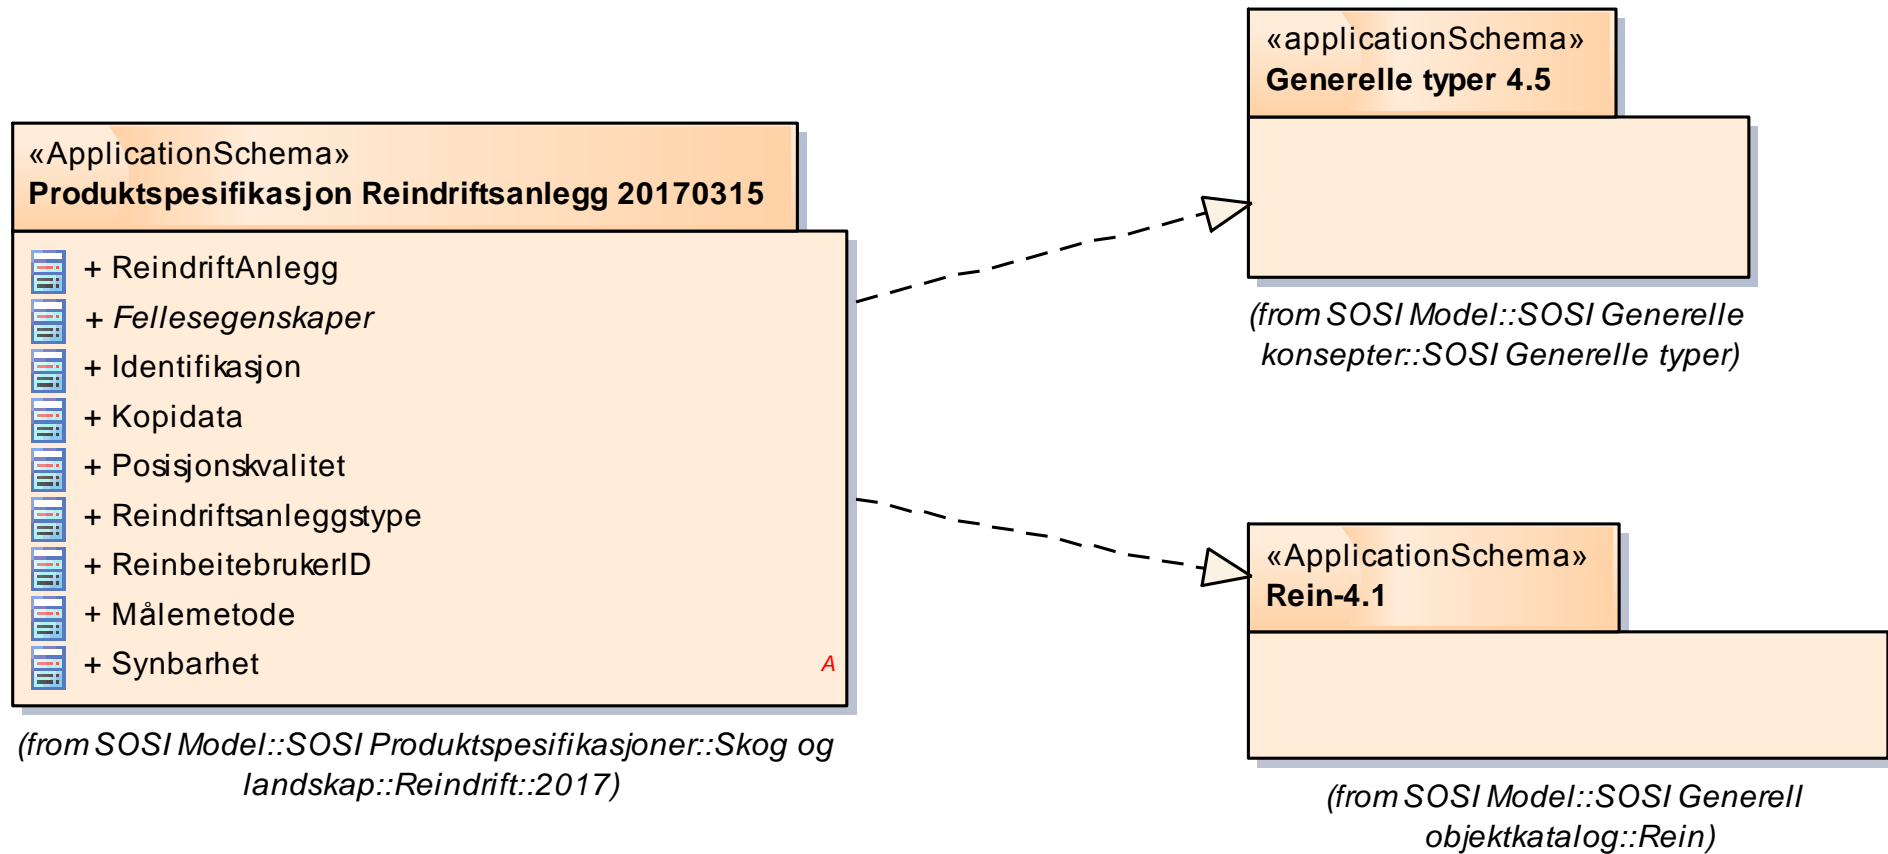 «ApplicationSchema»
Produktspesifikasjon Reindriftsanlegg 20170315
+ ReindriftAnlegg
+ Fellesegenskaper
+ Identifikasjon
+ Kopidata
+ Posisjonskvalitet
+ Reindriftsanleggstype
+ ReinbeitebrukerID
+ Målemetode
+ Synbarhet
A
(from SOSI Model::SOSI Produktspesifikasjoner::Skog og
landskap::Reindrift::2017)
«applicationSchema»
Generelle typer 4.5
(from SOSI Model::SOSI Generelle
konsepter::SOSI Generelle typer)
«ApplicationSchema»
Rein-4.1
(from SOSI Model::SOSI Generell
objektkatalog::Rein)